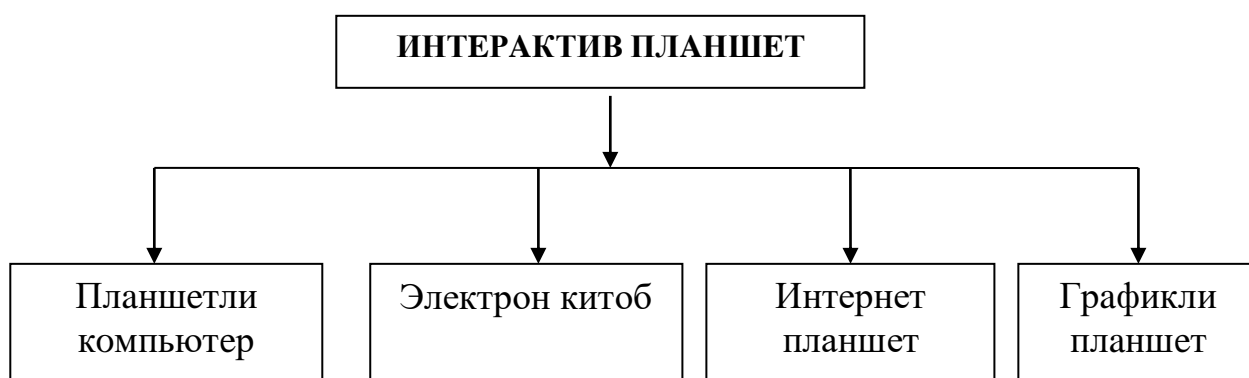 ИНТЕРАКТИВ ПЛАНШЕТ
Планшетли
компьютер
Электрон китоб
Интернет
планшет
Графикли
планшет